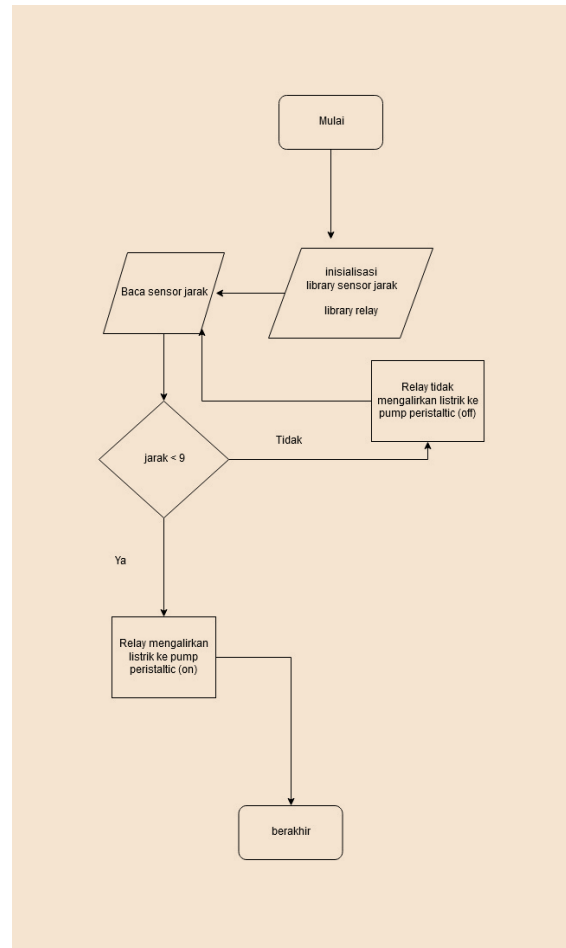 Mulai
inisialisasi
library sensor jarak
library relay
Baca sensor jarak
Relay tidak
mengalirkan listrik ke
pump peristaltic (off)
Tidak
jarak < 9
Ya
Relay mengalirkan
listrik ke pump
peristaltic (on)
berakhir